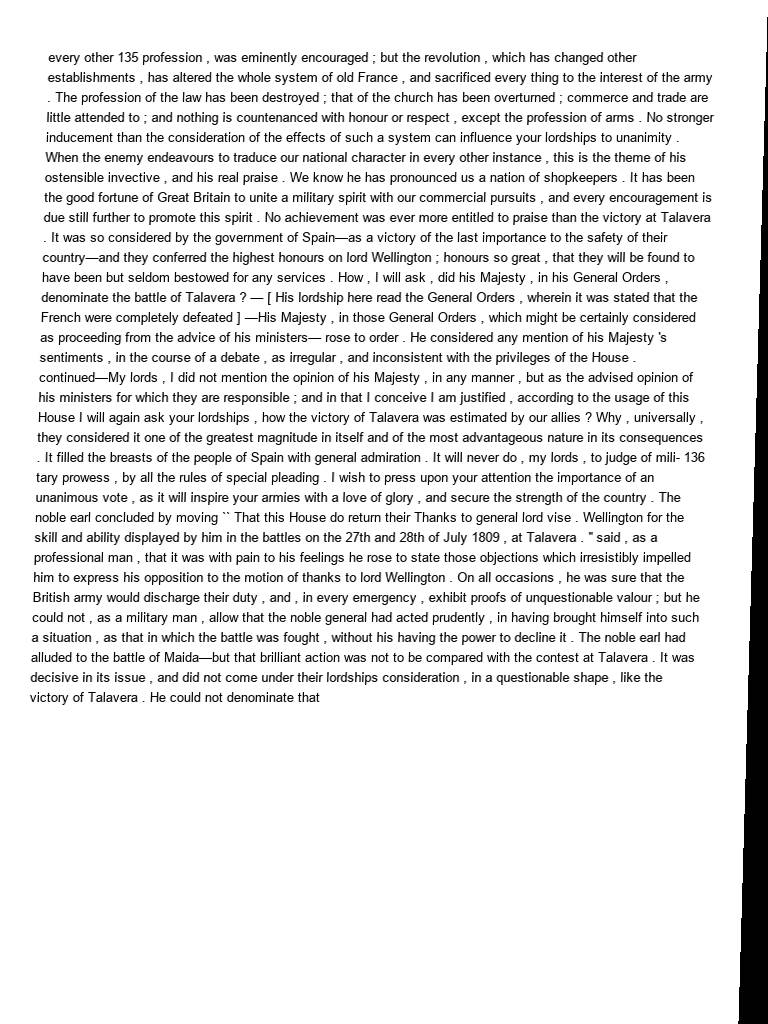 every other 135 profession , was eminently encouraged ; but the revolution , which has changed other
establishments , has altered the whole system of old France , and sacrificed every thing to the interest of the army
. The profession of the law has been destroyed ; that of the church has been overturned ; commerce and trade are
little attended to ; and nothing is countenanced with honour or respect , except the profession of arms . No stronger
inducement than the consideration of the effects of such a system can influence your lordships to unanimity .
When the enemy endeavours to traduce our national character in every other instance , this is the theme of his
ostensible invective , and his real praise . We know he has pronounced us a nation of shopkeepers . It has been
the good fortune of Great Britain to unite a military spirit with our commercial pursuits , and every encouragement is
due still further to promote this spirit . No achievement was ever more entitled to praise than the victory at Talavera
. It was so considered by the government of Spain—as a victory of the last importance to the safety of their
country—and they conferred the highest honours on lord Wellington ; honours so great , that they will be found to
have been but seldom bestowed for any services . How , I will ask , did his Majesty , in his General Orders ,
denominate the battle of Talavera ? — [ His lordship here read the General Orders , wherein it was stated that the
French were completely defeated ] —His Majesty , in those General Orders , which might be certainly considered
as proceeding from the advice of his ministers— rose to order . He considered any mention of his Majesty 's
sentiments , in the course of a debate , as irregular , and inconsistent with the privileges of the House .
continued—My lords , I did not mention the opinion of his Majesty , in any manner , but as the advised opinion of
his ministers for which they are responsible ; and in that I conceive I am justified , according to the usage of this
House I will again ask your lordships , how the victory of Talavera was estimated by our allies ? Why , universally ,
they considered it one of the greatest magnitude in itself and of the most advantageous nature in its consequences
. It filled the breasts of the people of Spain with general admiration . It will never do , my lords , to judge of mili- 136
tary prowess , by all the rules of special pleading . I wish to press upon your attention the importance of an
unanimous vote , as it will inspire your armies with a love of glory , and secure the strength of the country . The
noble earl concluded by moving `` That this House do return their Thanks to general lord vise . Wellington for the
skill and ability displayed by him in the battles on the 27th and 28th of July 1809 , at Talavera . " said , as a
professional man , that it was with pain to his feelings he rose to state those objections which irresistibly impelled
him to express his opposition to the motion of thanks to lord Wellington . On all occasions , he was sure that the
British army would discharge their duty , and , in every emergency , exhibit proofs of unquestionable valour ; but he
could not , as a military man , allow that the noble general had acted prudently , in having brought himself into such
a situation , as that in which the battle was fought , without his having the power to decline it . The noble earl had
alluded to the battle of Maida—but that brilliant action was not to be compared with the contest at Talavera . It was
decisive in its issue , and did not come under their lordships consideration , in a questionable shape , like the
victory of Talavera . He could not denominate that